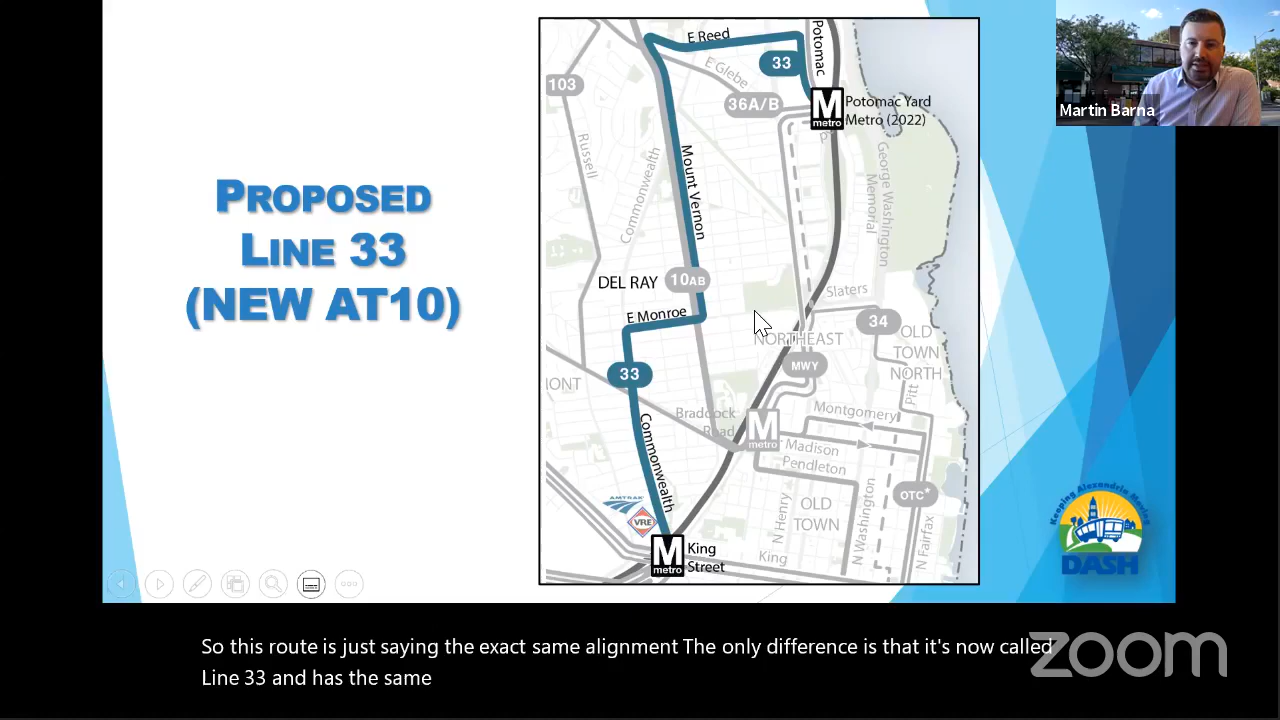 PROPOSED
LINE 33
(NEW AT10)
E Reed
Potomac
33
E Glebe
103
36A/B
M
metro
Potomac Yard
Metro (2022)
Russell
Commonwealth
Mount Vernon
George Washington
Memorial
DEL RAY
10AB
E Monroe
Slaters
34
NORTHEAST
OLD
TOWN
NORTH
MWY
33
MONT
Pitt
Braddock
Road
M
metro
Montgomery
Madison
Pendleton
Commonwealth
AMTRAK
VRE
OTC*
N Henry
OLD
TOWN
N Washington
N Fairfax
M
metro
King
Street
King
Martin Barna
Keeping Alexandria Moving
DASH
So this route is just saying the exact same alignment The only difference is that it's now called
Line 33 and has the same
zoom